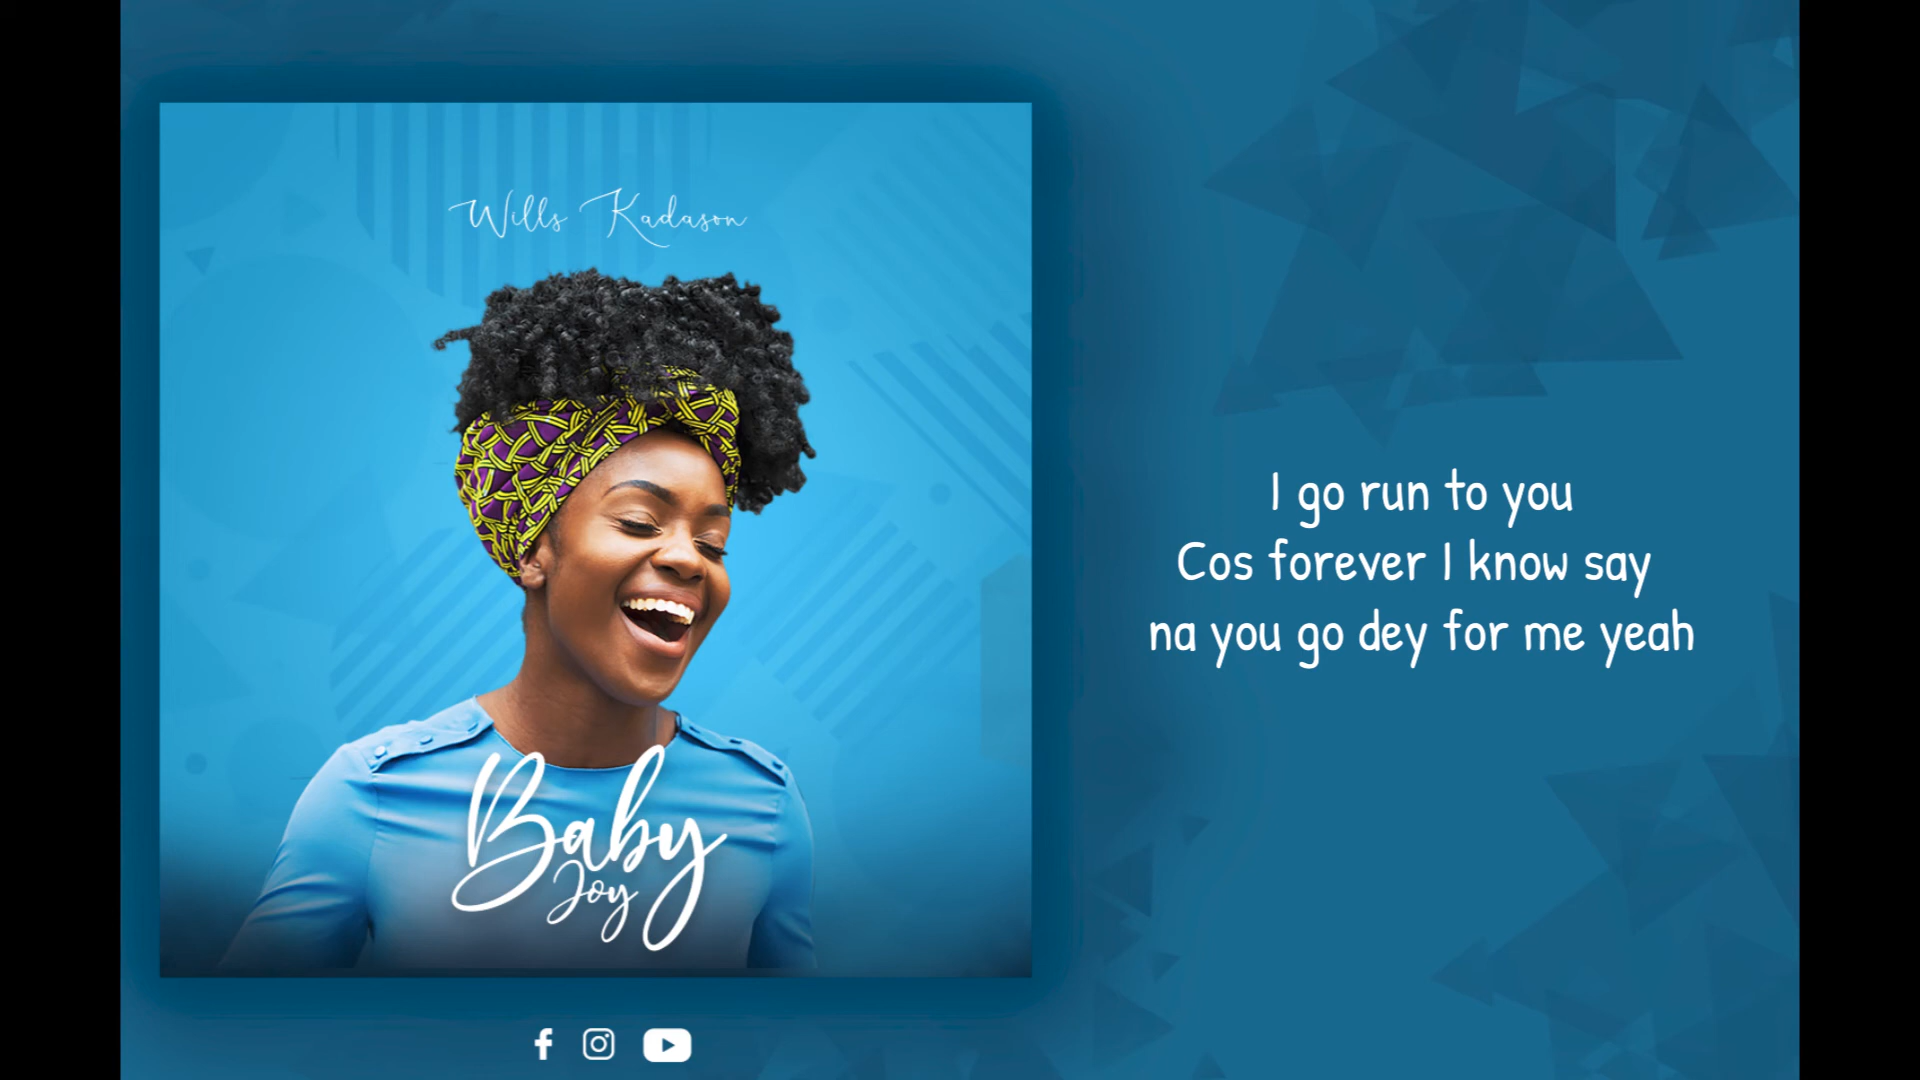 Wills Kadason
Baby
Joy
I go run to you
Cos forever I know say
na you go dey for me yeah